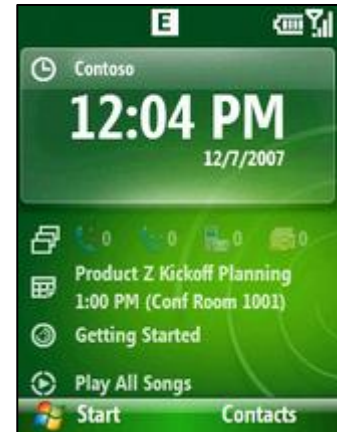 E
Contoso
12:04 PM
12/7/2007
0 0 0 0
Product Z Kickoff Planning
1:00 PM (Conf Room 1001)
Getting Started
Play All Songs
Start Contacts